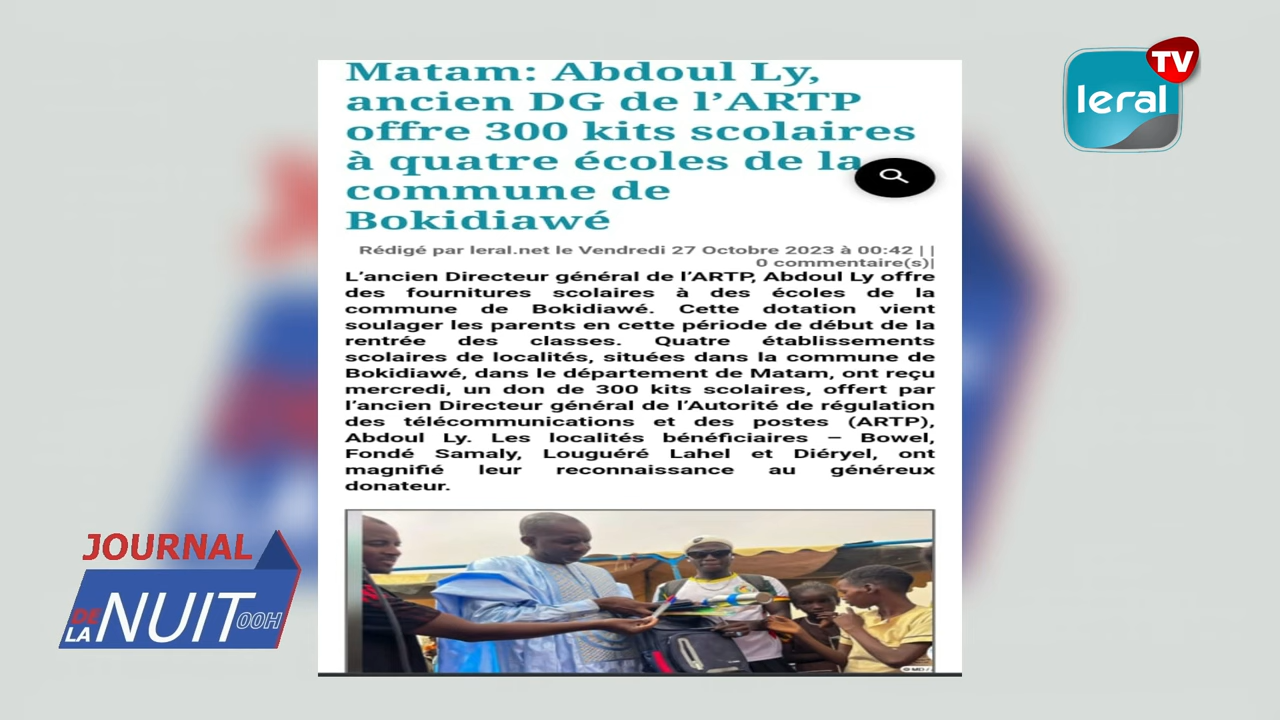 Matam: Abdoul Ly,
ancien DG de l’ARTP
offre 300 kits scolaires
à quatre écoles de la
commune de
Bokidiawé
Rédigé par leral.net le Vendredi 27 Octobre 2023 à 00:42 | |
0 commentaire(s)|
L’ancien Directeur général de l’ARTP, Abdoul Ly offre
des fournitures scolaires à des écoles de la
commune de Bokidiawé. Cette dotation vient
soulager les parents en cette période de début de la
rentrée des classes. Quatre établissements
scolaires de localités, situées dans la commune de
Bokidiawé, dans le département de Matam, ont reçu
mercredi, un don de 300 kits scolaires, offert par
l’ancien Directeur général de l’Autorité de régulation
des télécommunications et des postes (ARTP),
Abdoul Ly. Les localités bénéficiaires – Bowel,
Fondé Samaly, Louguéré Lahel et Diéryel, ont
magnifié leur reconnaissance au généreux
donateur.
leral TV
JOURNAL
DE LA NUIT 00H